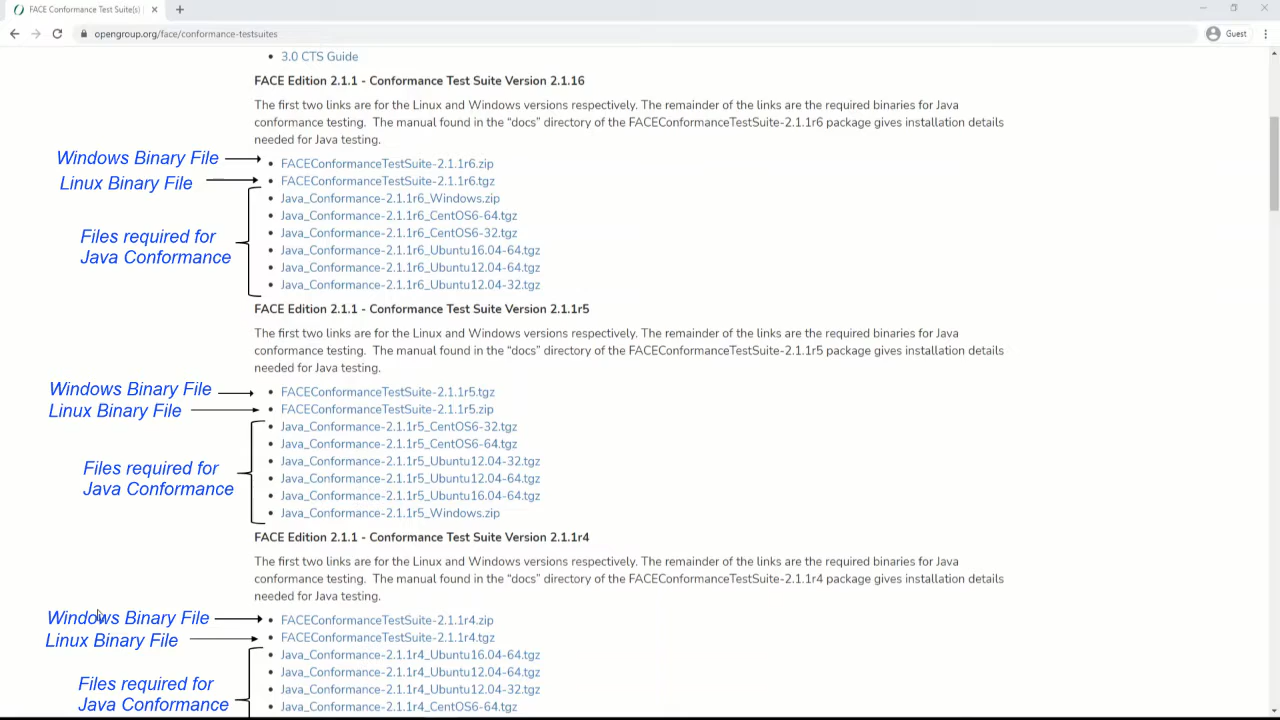 FACE Conformance Test Suite(s) |
opengroup.org/face/conformance-testsuites
Guest
3.0 CTS Guide
FACE Edition 2.1.1 - Conformance Test Suite Version 2.1.16
The first two links are for the Linux and Windows versions respectively. The remainder of the links are the required binaries for Java
conformance testing. The manual found in the “docs” directory of the FACEConformanceTestSuite-2.1.1r6 package gives installation details
needed for Java testing.
Windows Binary File
FACEConformanceTestSuite-2.1.1r6.zip
Linux Binary File
FACEConformanceTestSuite-2.1.1r6.tgz
Files required for
Java Conformance
Java_Conformance-2.1.1r6_Windows.zip
Java_Conformance-2.1.1r6_CentOS6-64.tgz
Java_Conformance-2.1.1r6_CentOS6-32.tgz
Java_Conformance-2.1.1r6_Ubuntu16.04-64.tgz
Java_Conformance-2.1.1r6_Ubuntu12.04-64.tgz
Java_Conformance-2.1.1r6_Ubuntu12.04-32.tgz
FACE Edition 2.1.1 - Conformance Test Suite Version 2.1.1r5
The first two links are for the Linux and Windows versions respectively. The remainder of the links are the required binaries for Java
conformance testing. The manual found in the “docs” directory of the FACEConformanceTestSuite-2.1.1r5 package gives installation details
needed for Java testing.
Windows Binary File
FACEConformanceTestSuite-2.1.1r5.tgz
Linux Binary File
FACEConformanceTestSuite-2.1.1r5.zip
Files required for
Java Conformance
Java_Conformance-2.1.1r5_CentOS6-32.tgz
Java_Conformance-2.1.1r5_CentOS6-64.tgz
Java_Conformance-2.1.1r5_Ubuntu12.04-32.tgz
Java_Conformance-2.1.1r5_Ubuntu12.04-64.tgz
Java_Conformance-2.1.1r5_Ubuntu16.04-64.tgz
Java_Conformance-2.1.1r5_Windows.zip
FACE Edition 2.1.1 - Conformance Test Suite Version 2.1.1r4
The first two links are for the Linux and Windows versions respectively. The remainder of the links are the required binaries for Java
conformance testing. The manual found in the “docs” directory of the FACEConformanceTestSuite-2.1.1r4 package gives installation details
needed for Java testing.
Windows Binary File
FACEConformanceTestSuite-2.1.1r4.zip
Linux Binary File
FACEConformanceTestSuite-2.1.1r4.tgz
Files required for
Java Conformance
Java_Conformance-2.1.1r4_Ubuntu16.04-64.tgz
Java_Conformance-2.1.1r4_Ubuntu12.04-64.tgz
Java_Conformance-2.1.1r4_Ubuntu12.04-32.tgz
Java_Conformance-2.1.1r4_CentOS6-64.tgz